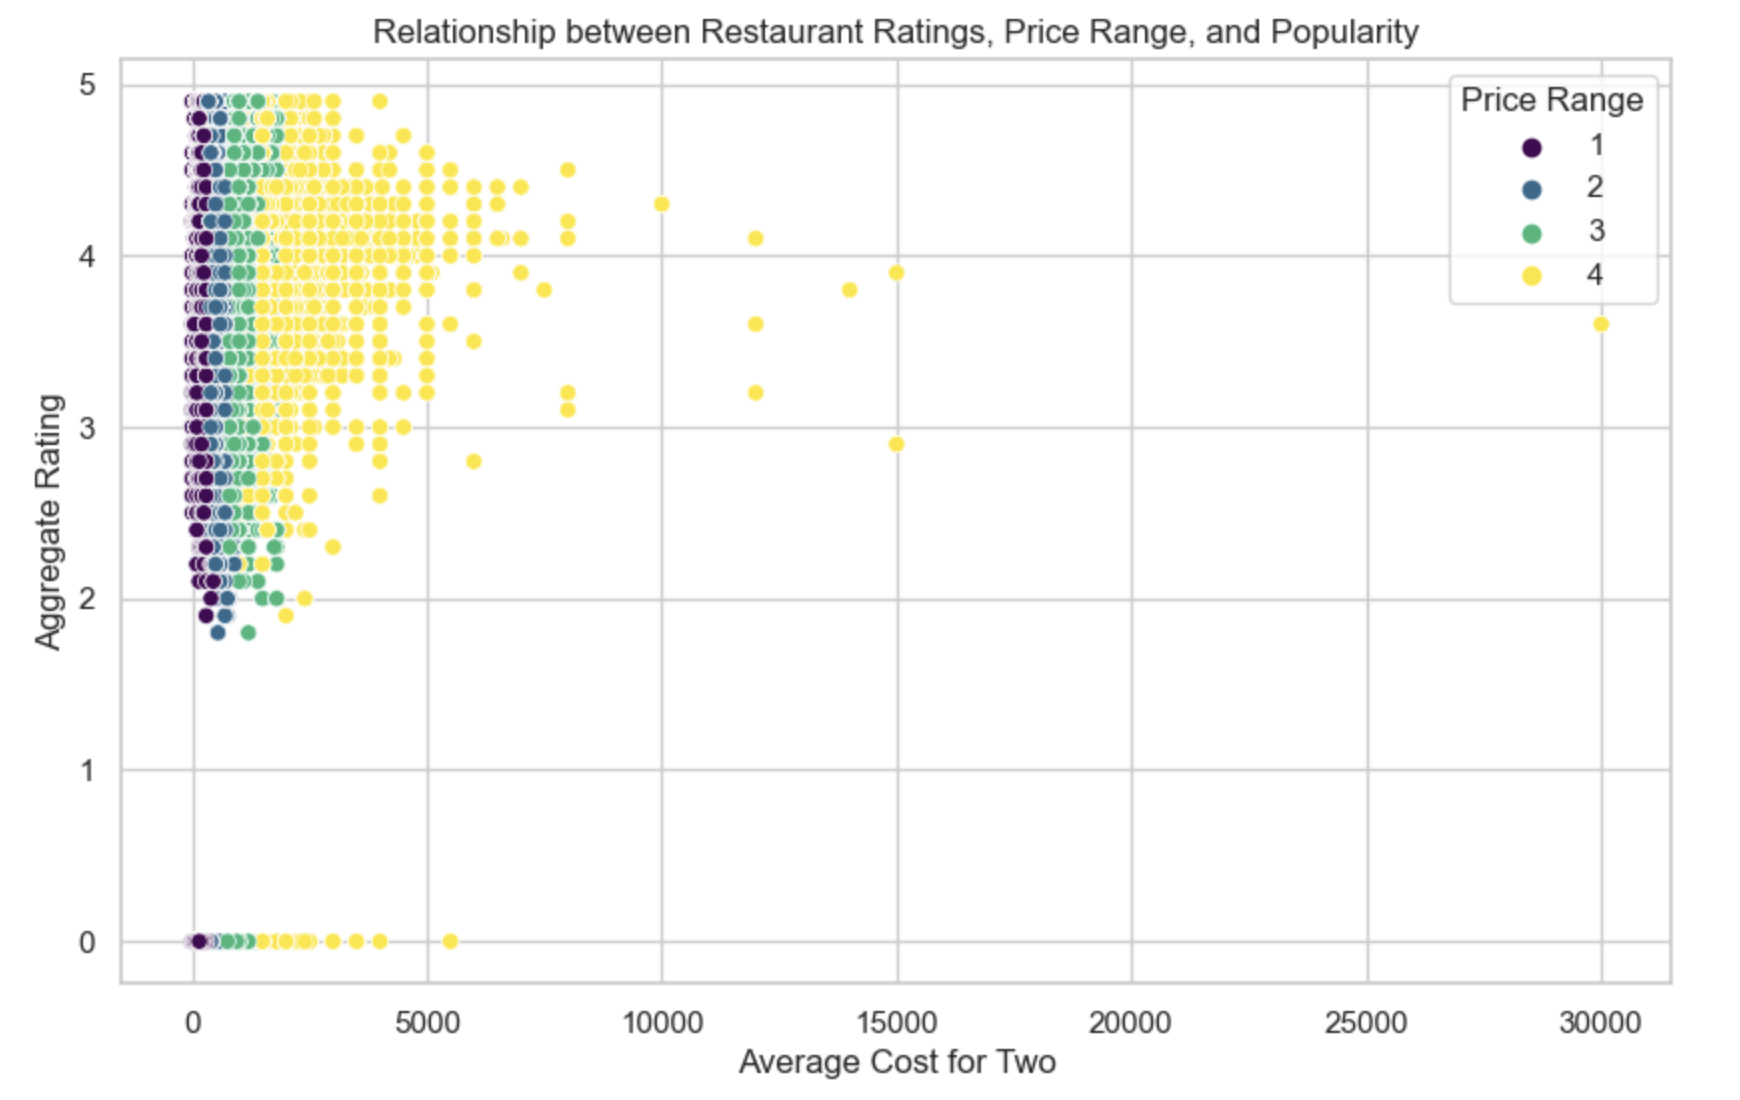 Relationship between Restaurant Ratings, Price Range, and Popularity
Price Range
1
2
3
4
Aggregate Rating
5
4
3
2
1
0
0 5000 10000 15000 20000 25000 30000
Average Cost for Two